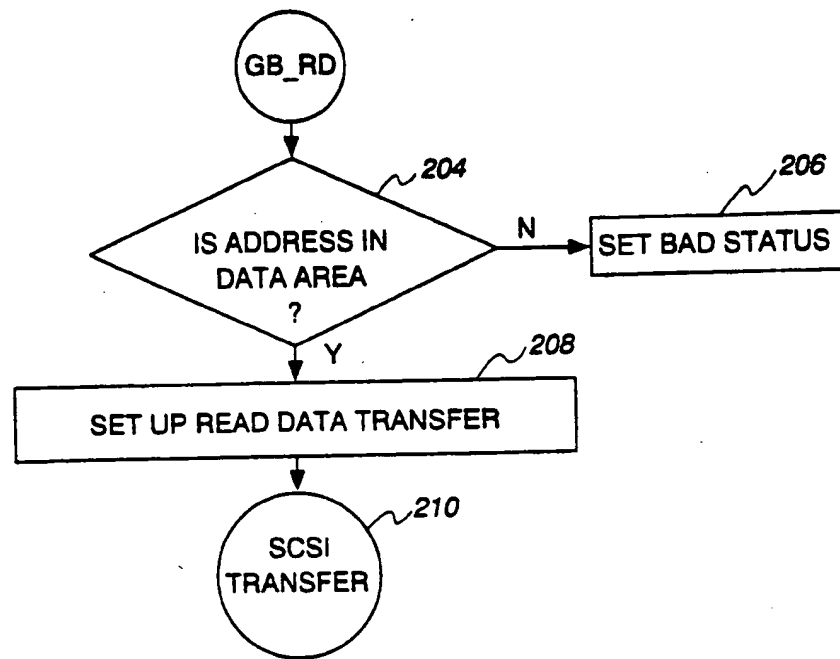 GB_RD
204
IS ADDRESS IN
DATA AREA
?
N
206
SET BAD STATUS
Y
208
SET UP READ DATA TRANSFER
210
SCSI
TRANSFER